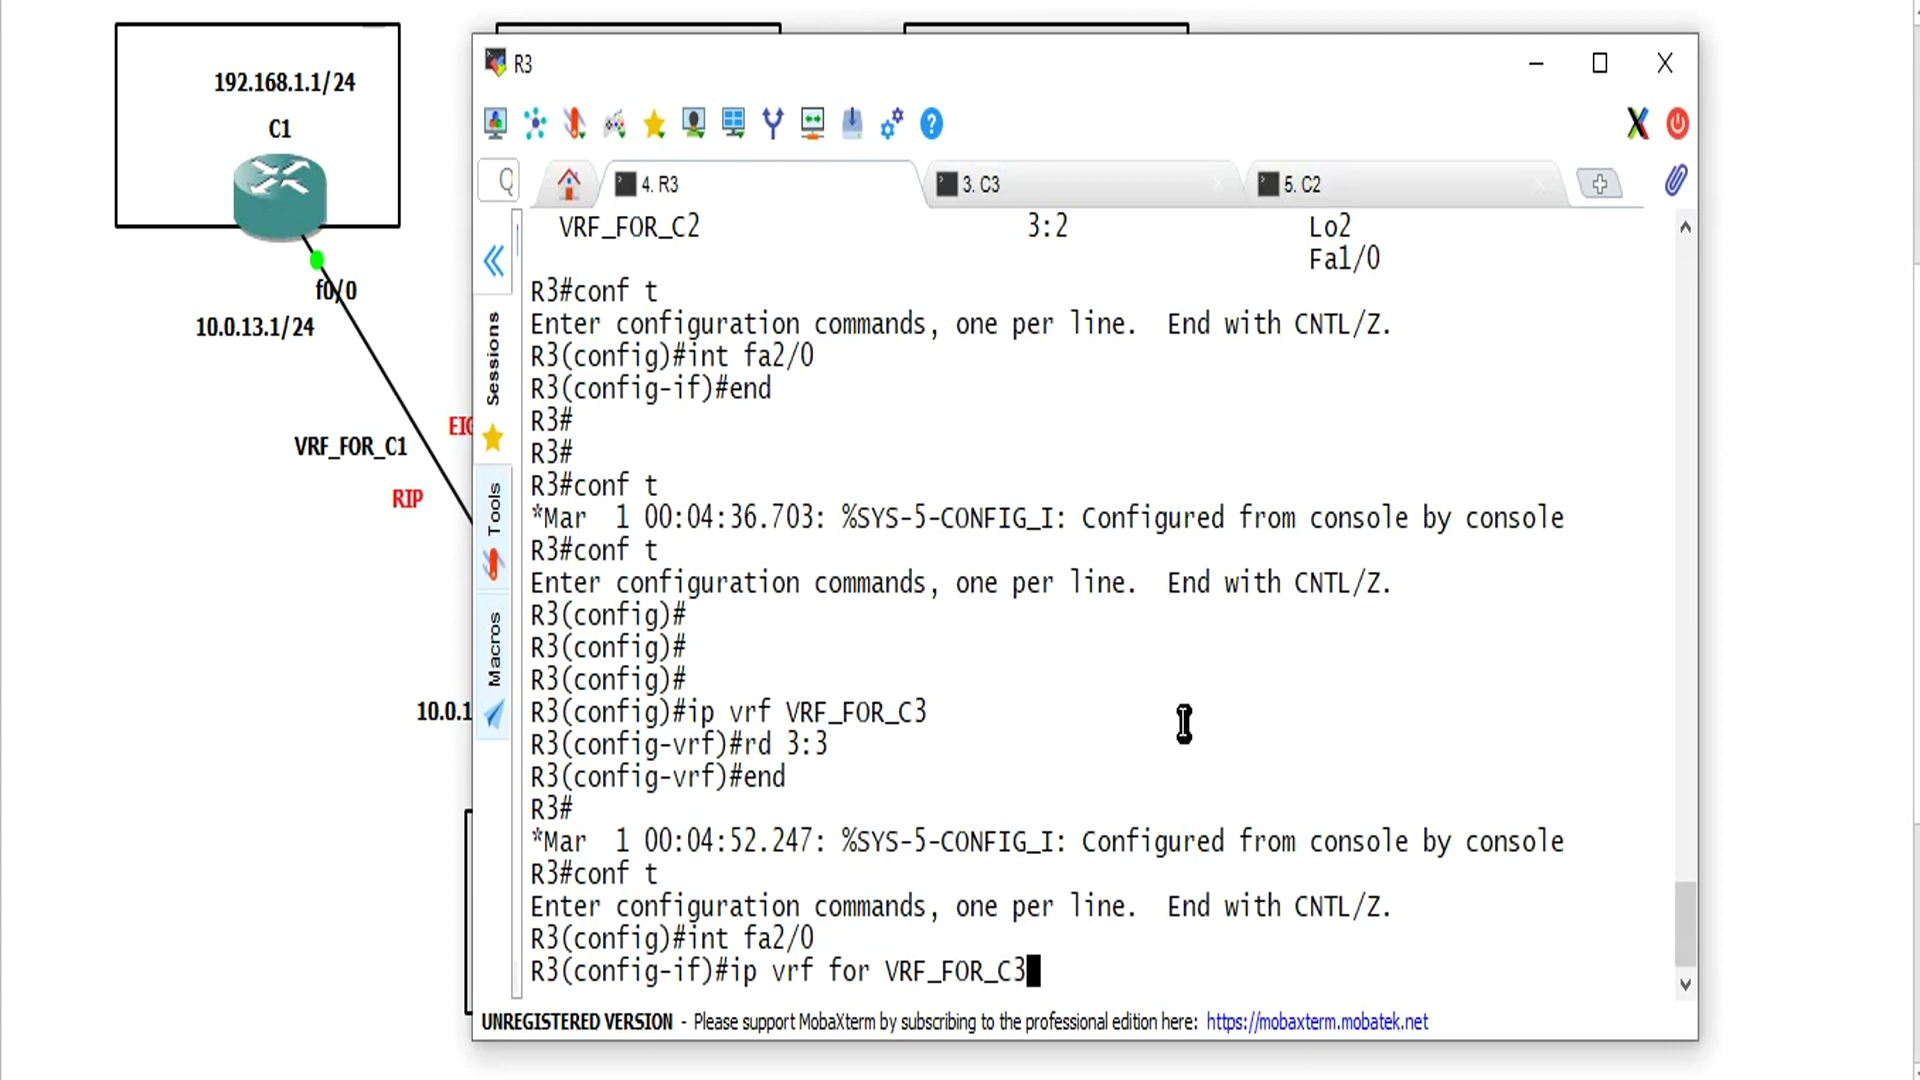 192.168.1.1/24
C1
f0/0
10.0.13.1/24
VRF_FOR_C1
EIG
RIP
10.0.1
R3
4. R3
3. C3
5. C2
Sessions
Tools
Macros
VRF_FOR_C2 3:2 Lo2
Fa1/0
R3#conf t
Enter configuration commands, one per line. End with CNTL/Z.
R3(config)#int fa2/0
R3(config-if)#end
R3#
R3#
R3#conf t
*Mar 1 00:04:36.703: %SYS-5-CONFIG_I: Configured from console by console
R3#conf t
Enter configuration commands, one per line. End with CNTL/Z.
R3(config)#
R3(config)#
R3(config)#
R3(config)#ip vrf VRF_FOR_C3
R3(config-vrf)#rd 3:3
R3(config-vrf)#end
R3#
*Mar 1 00:04:52.247: %SYS-5-CONFIG_I: Configured from console by console
R3#conf t
Enter configuration commands, one per line. End with CNTL/Z.
R3(config)#int fa2/0
R3(config-if)#ip vrf for VRF_FOR_C3
UNREGISTERED VERSION - Please support MobaXterm by subscribing to the professional edition here: https://mobaxterm.mobatek.net